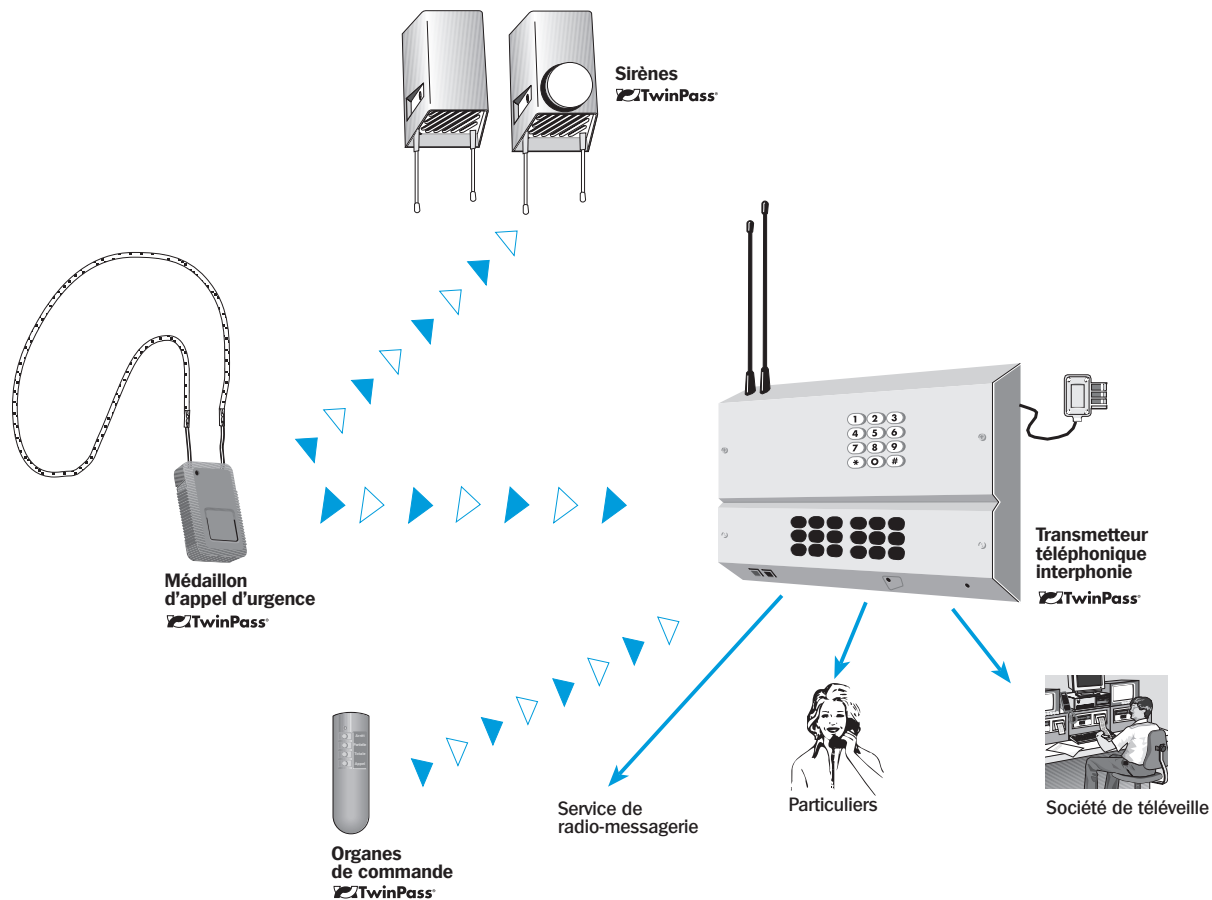 Sirènes
TwinPass®
1 2 3
4 5 6
7 8 9
* 0 #
Transmetteur
téléphonique
interphonie
TwinPass®
Médaillon
d'appel d'urgence
TwinPass®
Service de
radio-messagerie
Particuliers
Société de téléveille
Organes
de commande
TwinPass®